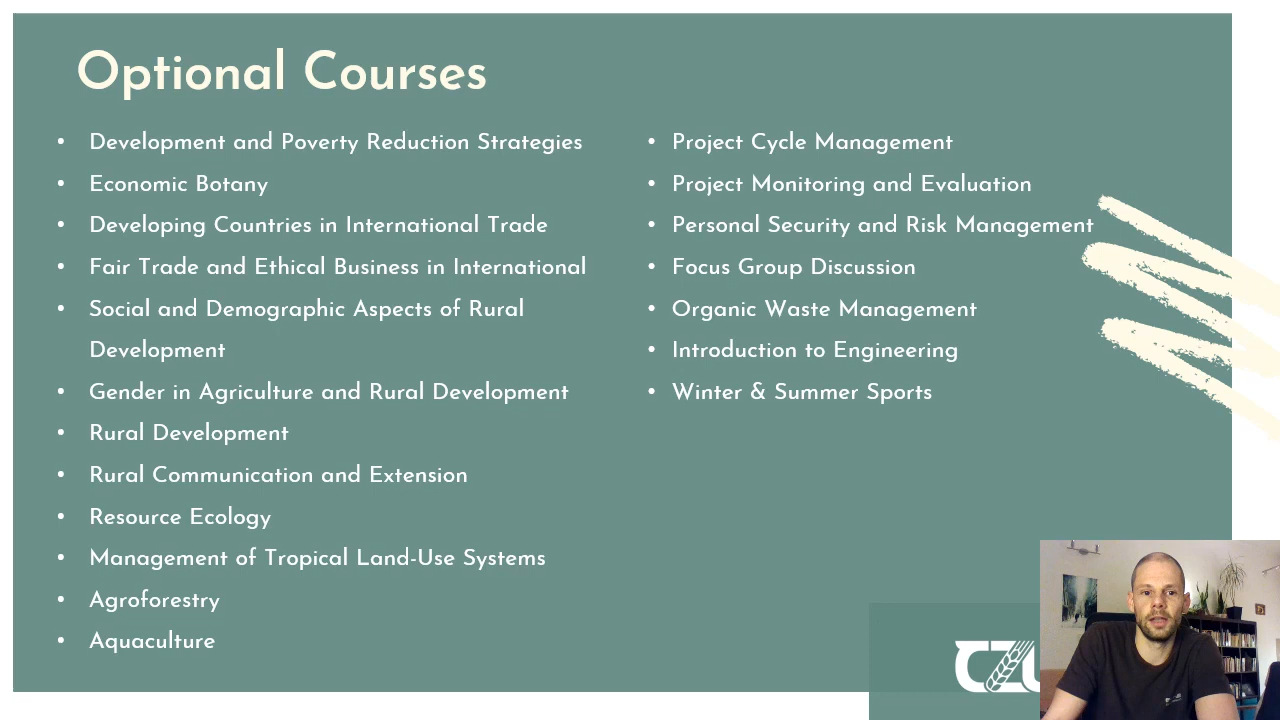 Optional Courses
• Development and Poverty Reduction Strategies
• Economic Botany
• Developing Countries in International Trade
• Fair Trade and Ethical Business in International
• Social and Demographic Aspects of Rural
Development
• Gender in Agriculture and Rural Development
• Rural Development
• Rural Communication and Extension
• Resource Ecology
• Management of Tropical Land-Use Systems
• Agroforestry
• Aquaculture
• Project Cycle Management
• Project Monitoring and Evaluation
• Personal Security and Risk Management
• Focus Group Discussion
• Organic Waste Management
• Introduction to Engineering
• Winter & Summer Sports